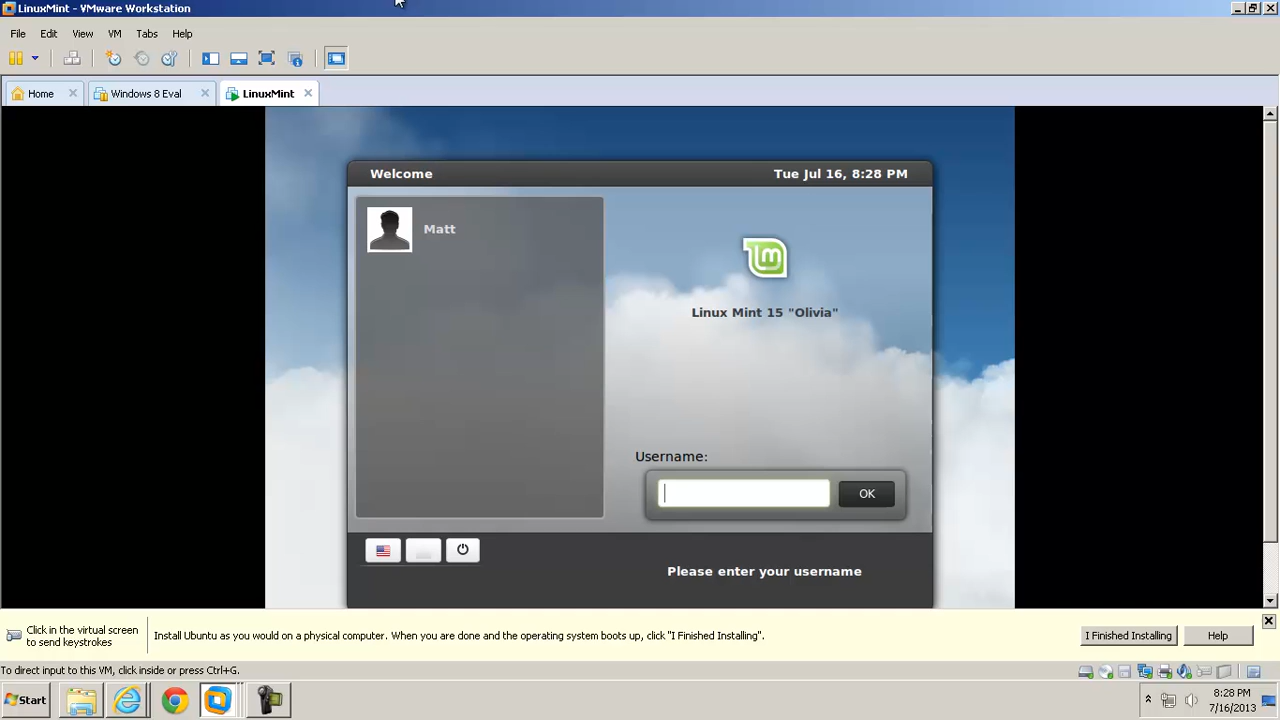 LinuxMint - VMware Workstation
File Edit View VM Tabs Help
Home Windows 8 Eval LinuxMint
Welcome Tue Jul 16, 8:28 PM
Matt
Linux Mint 15 "Olivia"
Username:
OK
Please enter your username
Click in the virtual screen
to send keystrokes
Install Ubuntu as you would on a physical computer. When you are done and the operating system boots up, click "I Finished Installing".
I Finished Installing Help
To direct input to this VM, click inside or press Ctrl+G.
Start
8:28 PM
7/16/2013